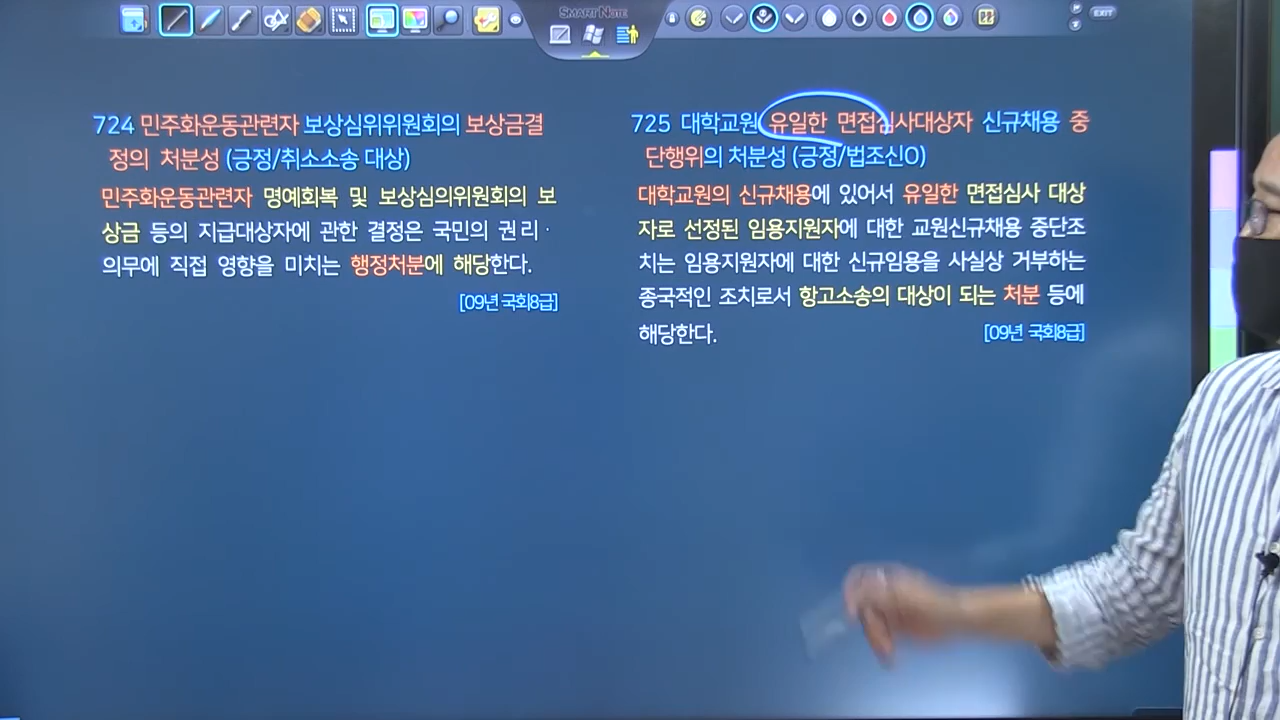 SMARTNOTE
EXIT
724 민주화운동관련자 보상심위위원회의 보상금결
정의 처분성 (긍정/취소소송 대상)
민주화운동관련자 명예회복 및 보상심의위원회의 보
상금 등의 지급대상자에 관한 결정은 국민의 권리·
의무에 직접 영향을 미치는 행정처분에 해당한다.
[09년 국회8급]
725 대학교원 유일한 면접심사대상자 신규채용 중
단행위의 처분성 (긍정/법조신O)
대학교원의 신규채용에 있어서 유일한 면접심사 대상
자로 선정된 임용지원자에 대한 교원신규채용 중단조
치는 임용지원자에 대한 신규임용을 사실상 거부하는
종국적인 조치로서 항고소송의 대상이 되는 처분 등에
해당한다.
[09년 국회8급]